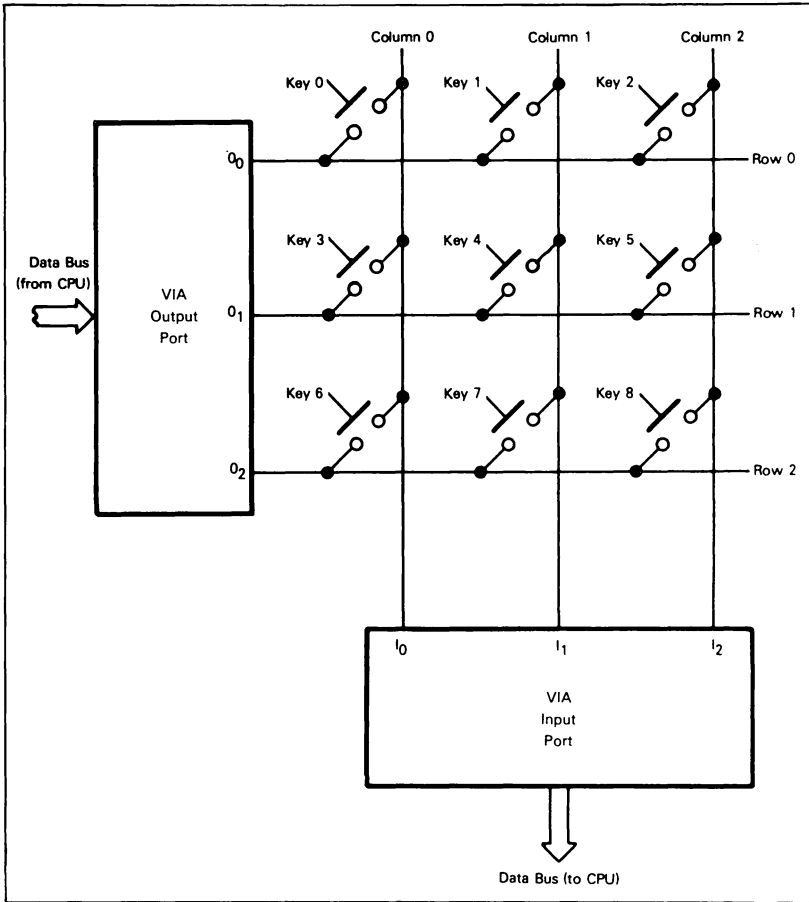 Column 0 Column 1 Column 2
Key 0 Key 1 Key 2
O0 Row 0
Key 3 Key 4 Key 5
Data Bus
(from CPU)
VIA
Output
Port
O1 Row 1
Key 6 Key 7 Key 8
O2 Row 2
I0 I1 I2
VIA
Input
Port
Data Bus (to CPU)